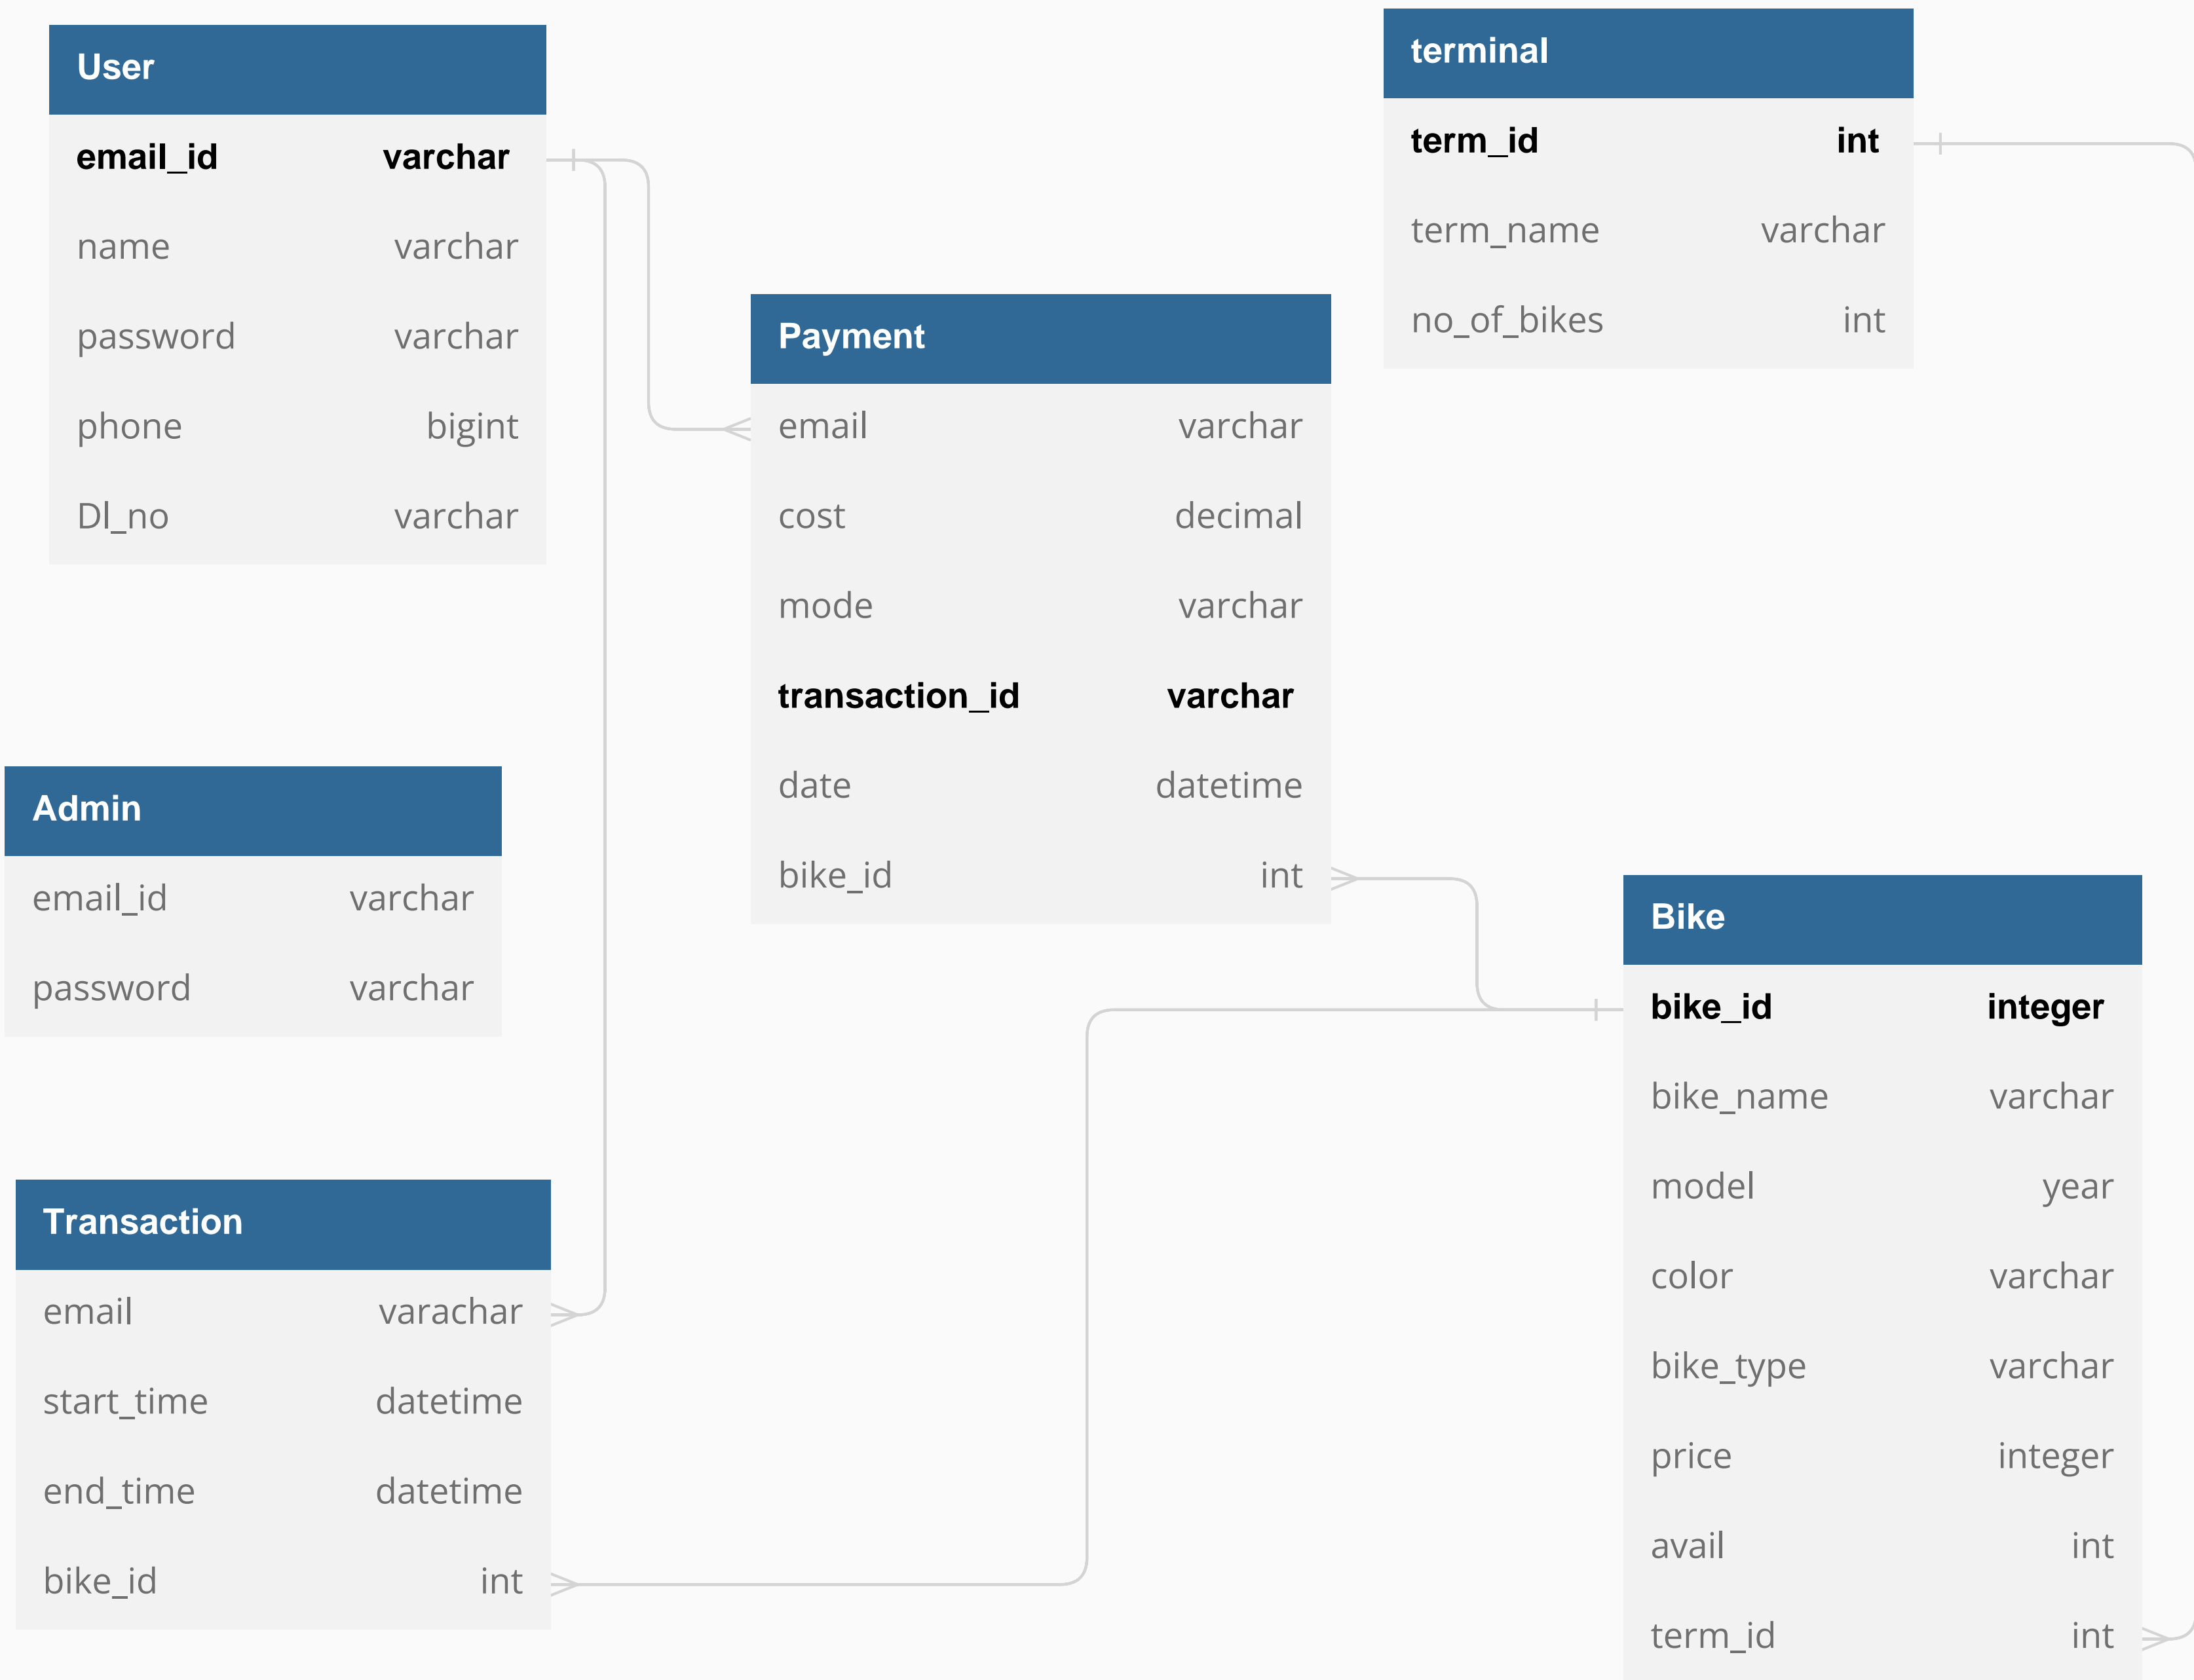 User
email_id varchar
name varchar
password varchar
phone bigint
Dl_no varchar
terminal
term_id int
term_name varchar
no_of_bikes int
Payment
email varchar
cost decimal
mode varchar
transaction_id varchar
date datetime
bike_id int
Admin
email_id varchar
password varchar
Bike
bike_id integer
bike_name varchar
model year
color varchar
bike_type varchar
price integer
avail int
term_id int
Transaction
email varachar
start_time datetime
end_time datetime
bike_id int